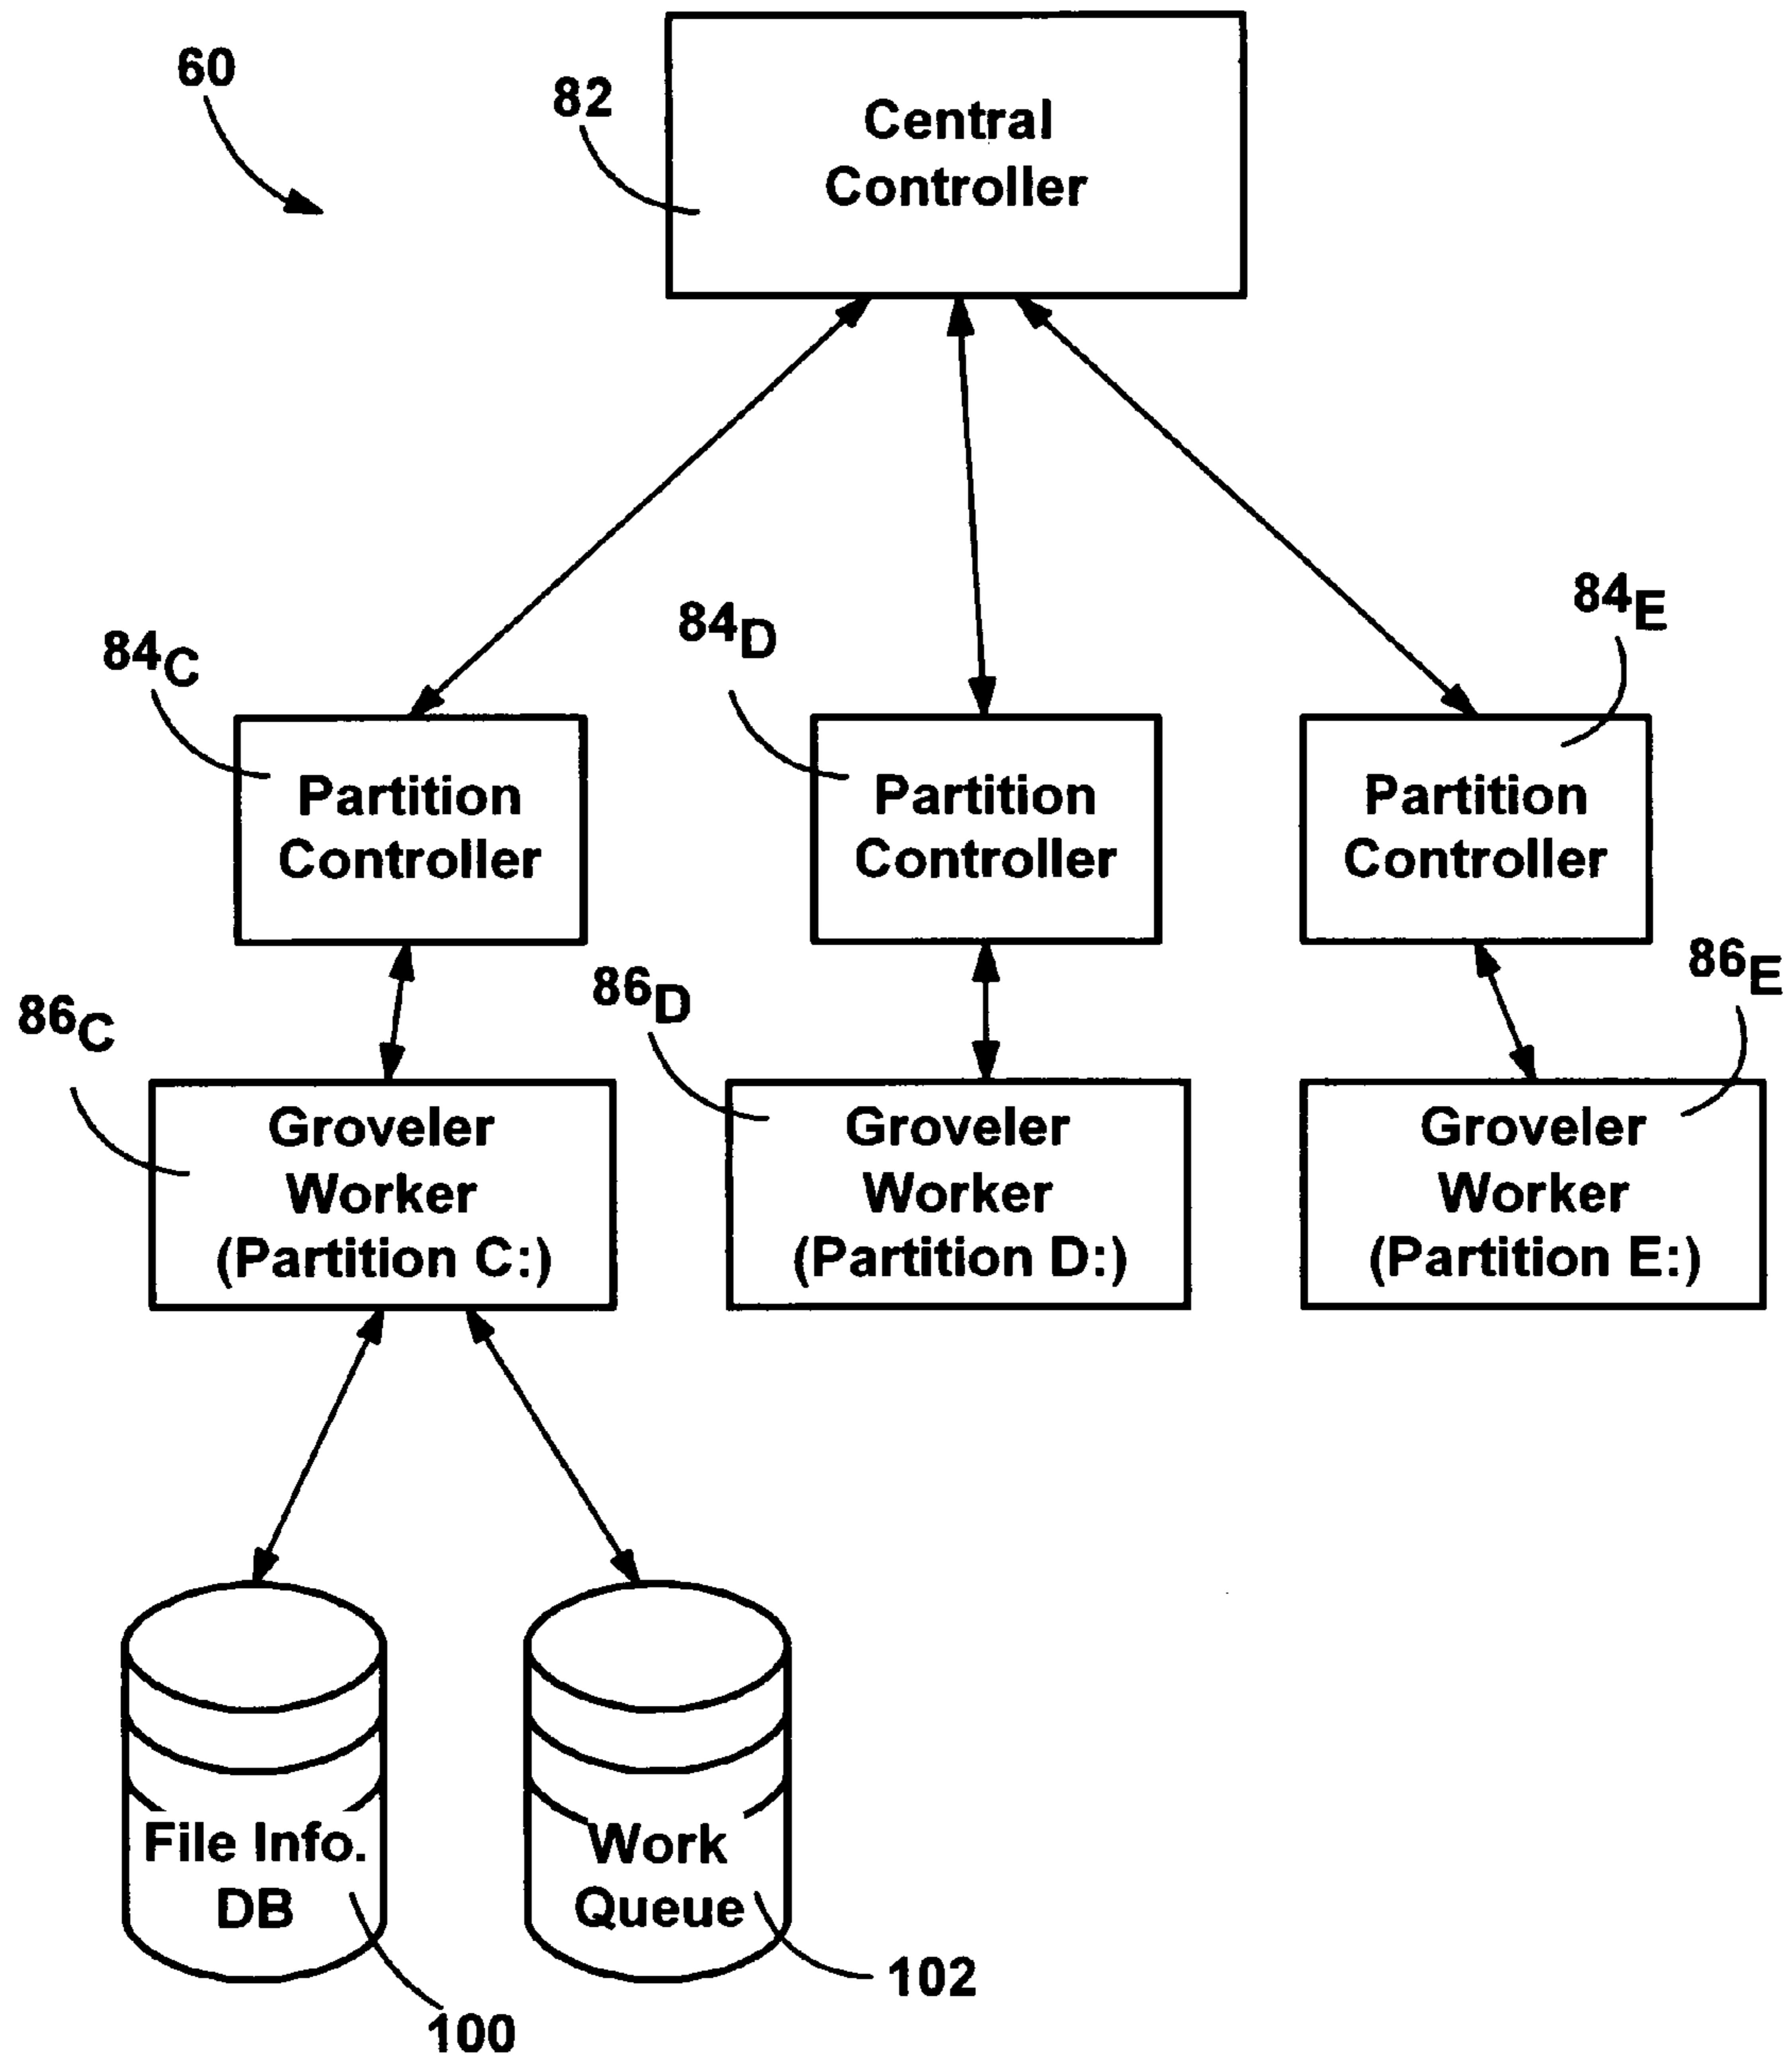 60
82
Central
Controller
84C
84D
84E
Partition
Controller
Partition
Controller
Partition
Controller
86C
86D
86E
Groveler
Worker
(Partition C:)
Groveler
Worker
(Partition D:)
Groveler
Worker
(Partition E:)
File Info.
DB
Work
Queue
100
102